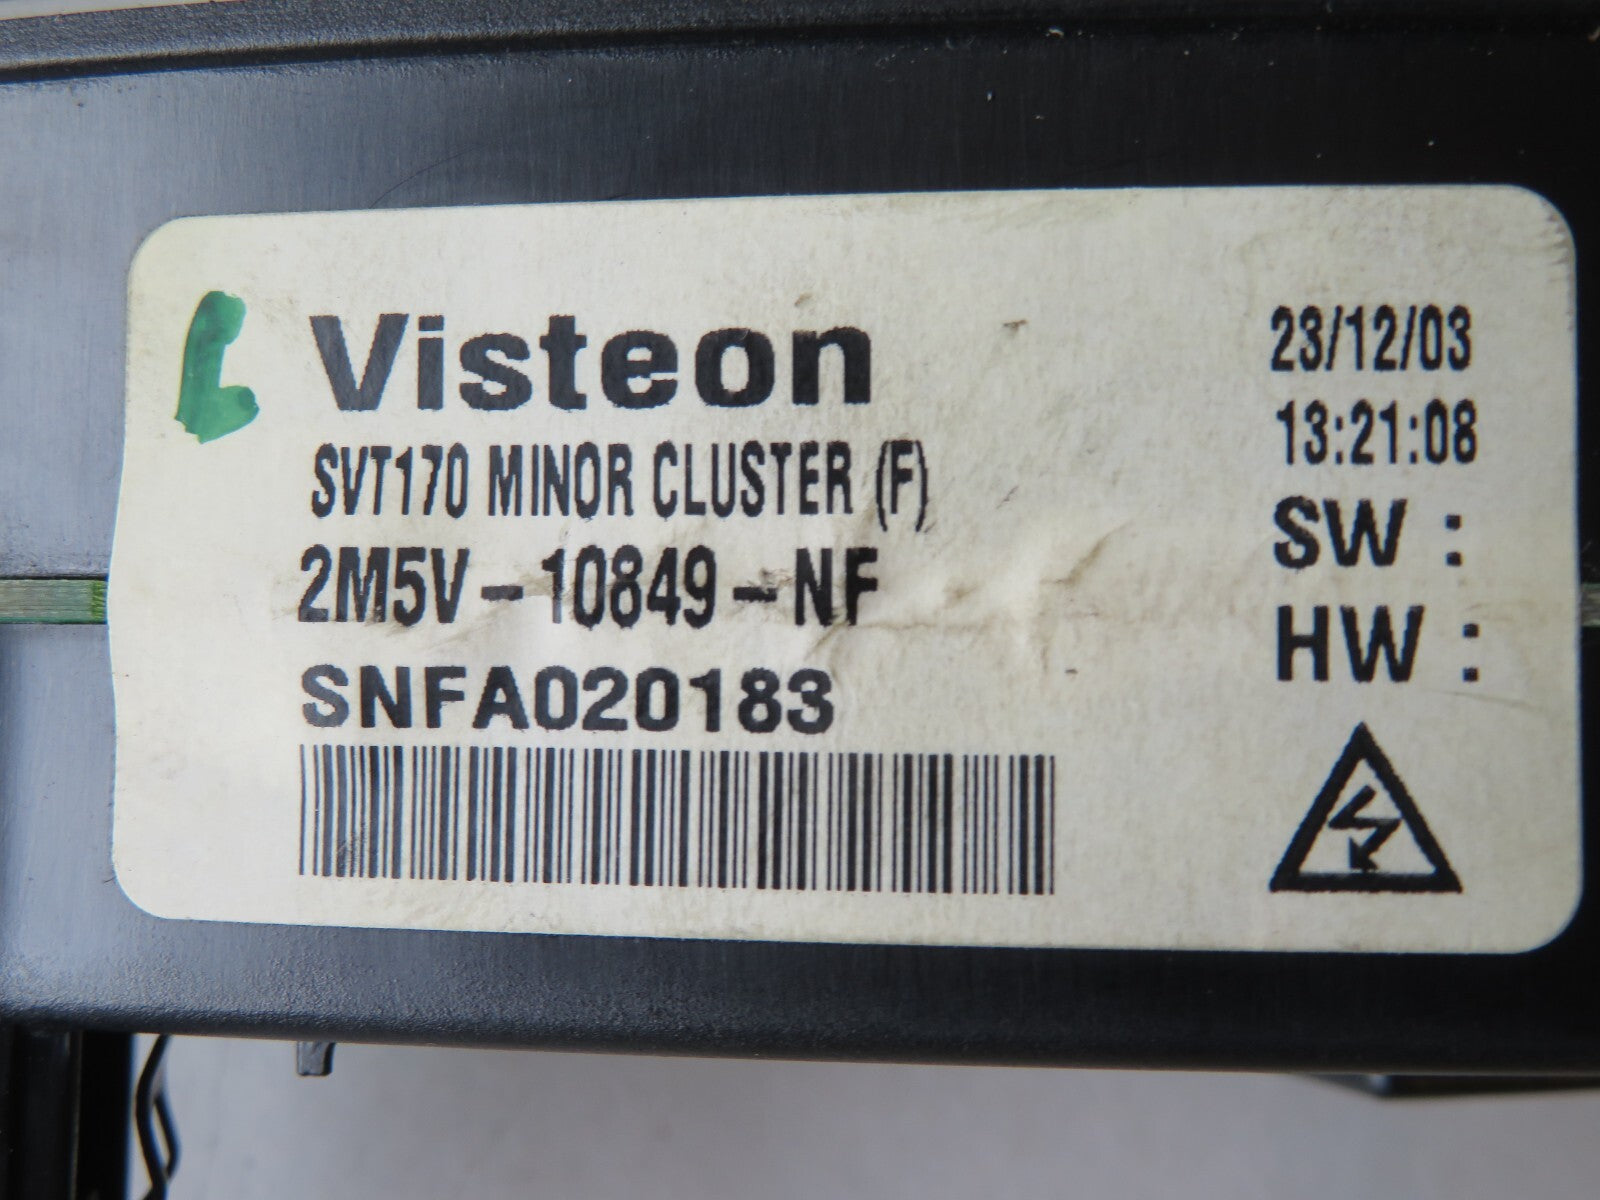 Visteon
SVT170 MINOR CLUSTER (F)
2M5V-10849-NF
SNFA020183
23/12/03
13:21:08
SW :
HW :